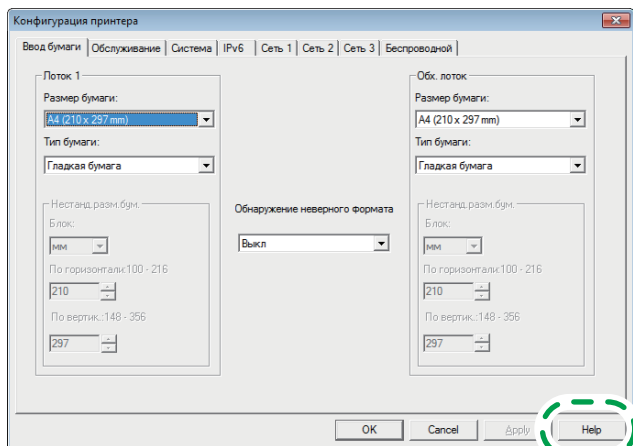 Конфигурация принтера
Ввод бумаги Обслуживание Система IPv6 Сеть 1 Сеть 2 Сеть 3 Беспроводной
Лоток 1
Размер бумаги:
A4 (210 x 297 mm)
Тип бумаги:
Гладкая бумага
Нестанд.разм.бум.
Блок:
мм
По горизонтали:100 - 216
210
По вертик.:148 - 356
297
Обнаружение неверного формата
Выкл
Обх. лоток
Размер бумаги:
A4 (210 x 297 mm)
Тип бумаги:
Гладкая бумага
Нестанд.разм.бум.
Блок:
мм
По горизонтали:100 - 216
210
По вертик.:148 - 356
297
OK Cancel Apply Help